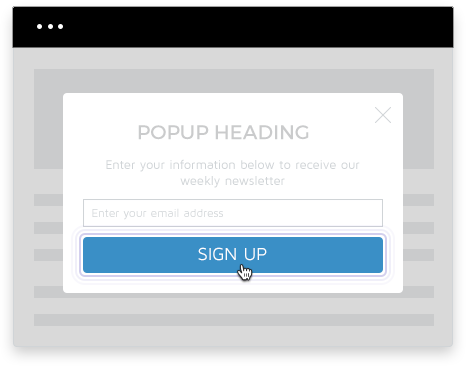 POPUP HEADING
Enter your information below to receive our
weekly newsletter
Enter your email address
SIGN UP